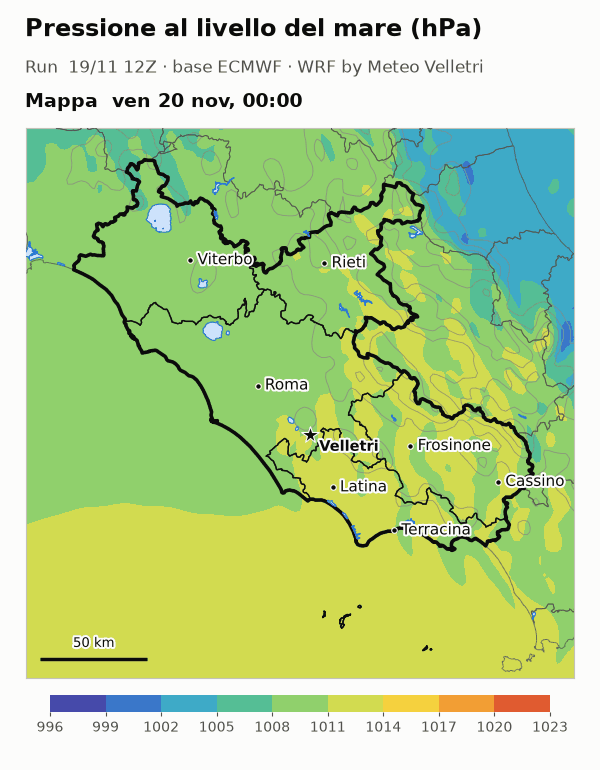 Pressione al livello del mare (hPa)
Run  19/11 12Z · base ECMWF · WRF by Meteo Velletri
Mappa  ven 20 nov, 00:00
Viterbo
Rieti
Roma
Velletri
Frosinone
Latina
Cassino
Terracina
50 km
996 999 1002 1005 1008 1011 1014 1017 1020 1023